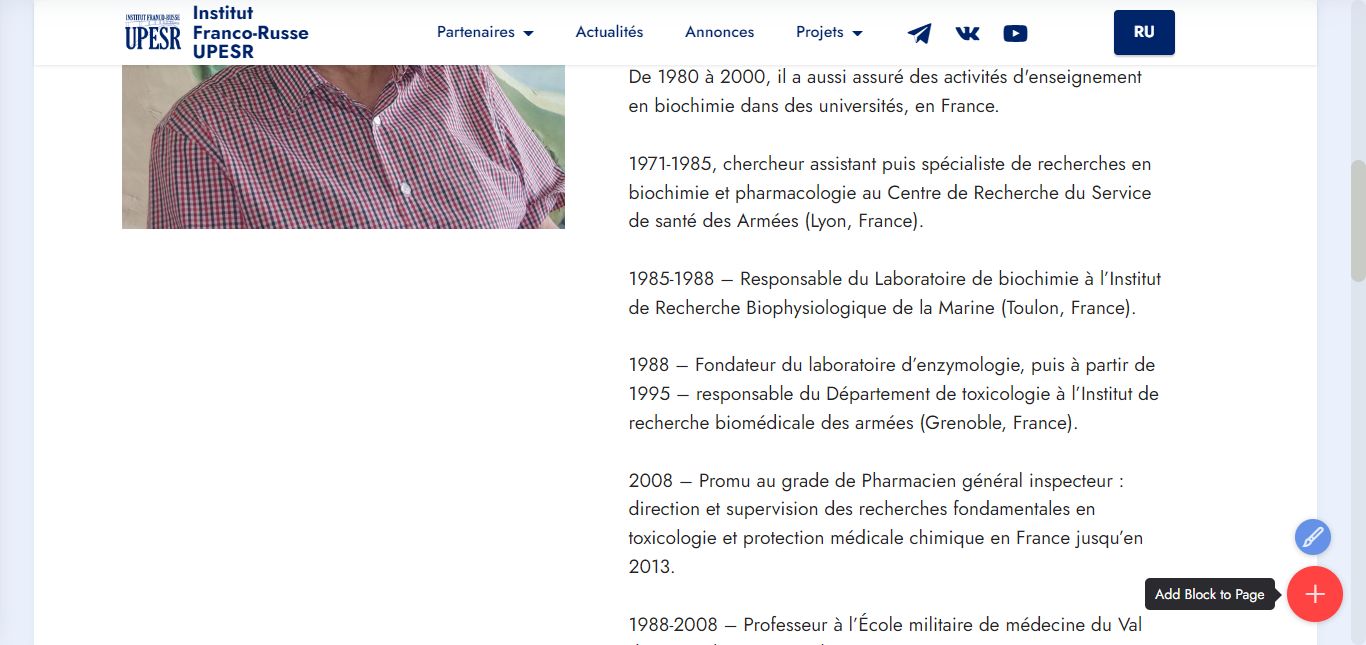 INSTITUT FRANCO-RUSSE
UPESR
Institut
Franco-Russe
UPESR
Partenaires
Actualités
Annonces
Projets
RU
De 1980 à 2000, il a aussi assuré des activités d'enseignement
en biochimie dans des universités, en France.
1971-1985, chercheur assistant puis spécialiste de recherches en
biochimie et pharmacologie au Centre de Recherche du Service
de santé des Armées (Lyon, France).
1985-1988 – Responsable du Laboratoire de biochimie à l’Institut
de Recherche Biophysiologique de la Marine (Toulon, France).
1988 – Fondateur du laboratoire d’enzymologie, puis à partir de
1995 – responsable du Département de toxicologie à l’Institut de
recherche biomédicale des armées (Grenoble, France).
2008 – Promu au grade de Pharmacien général inspecteur :
direction et supervision des recherches fondamentales en
toxicologie et protection médicale chimique en France jusqu’en
2013.
Add Block to Page
1988-2008 – Professeur à l’École militaire de médecine du Val